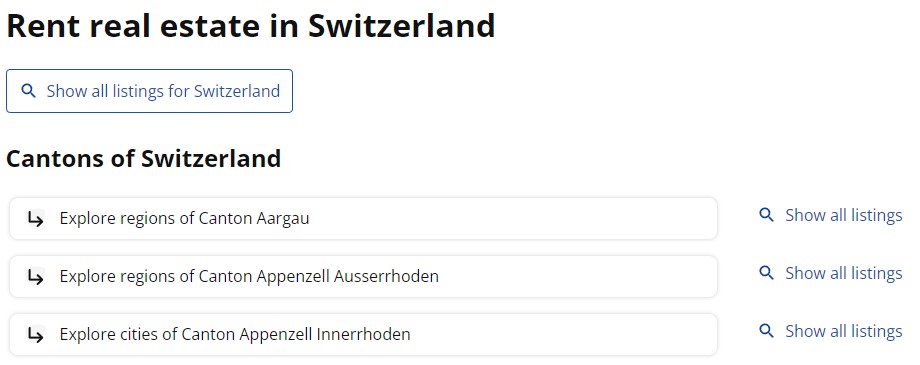 Rent real estate in Switzerland
Show all listings for Switzerland
Cantons of Switzerland
Explore regions of Canton Aargau
Show all listings
Explore regions of Canton Appenzell Ausserrhoden
Show all listings
Explore cities of Canton Appenzell Innerrhoden
Show all listings